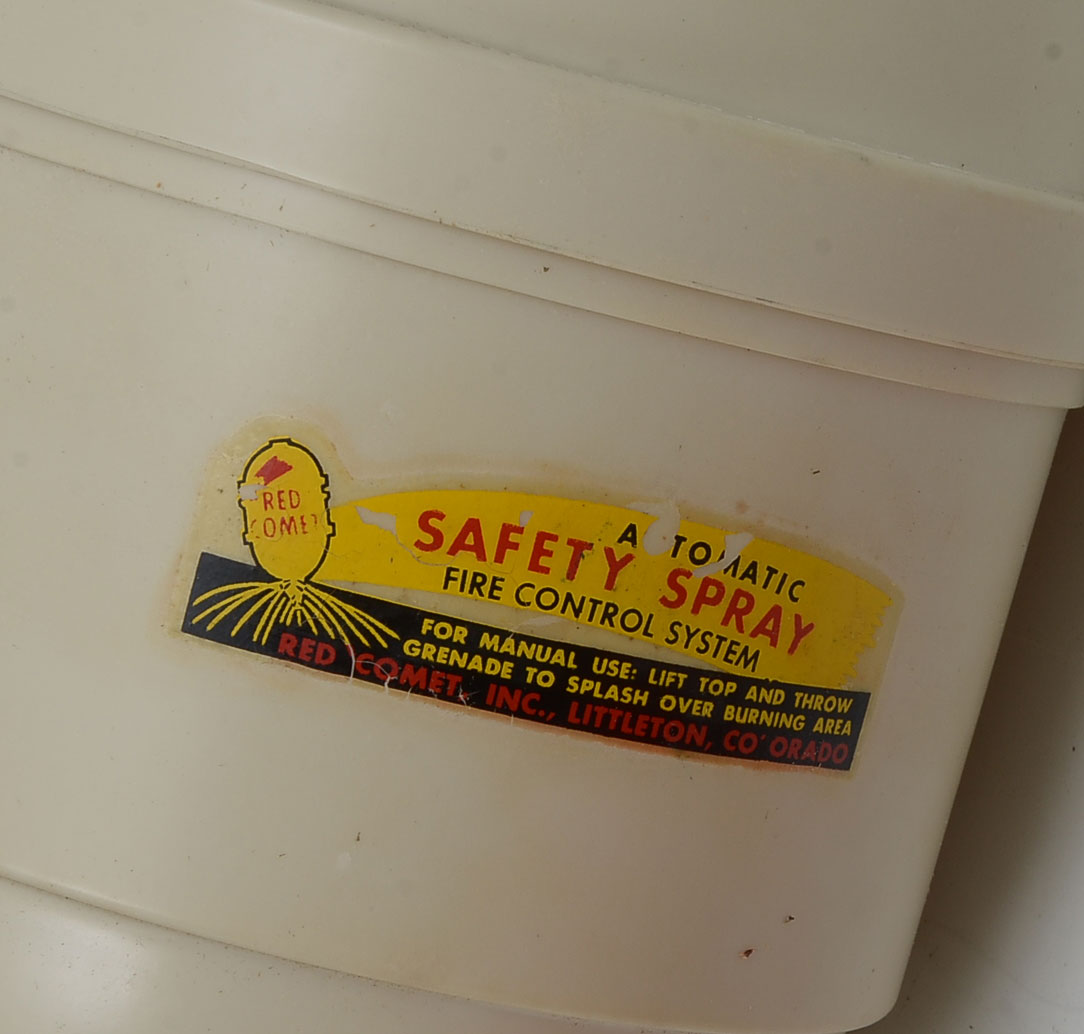 RED
COMET
AUTOMATIC
SAFETY SPRAY
FIRE CONTROL SYSTEM
FOR MANUAL USE: LIFT TOP AND THROW
GRENADE TO SPLASH OVER BURNING AREA
RED COMET, INC., LITTLETON, COLORADO